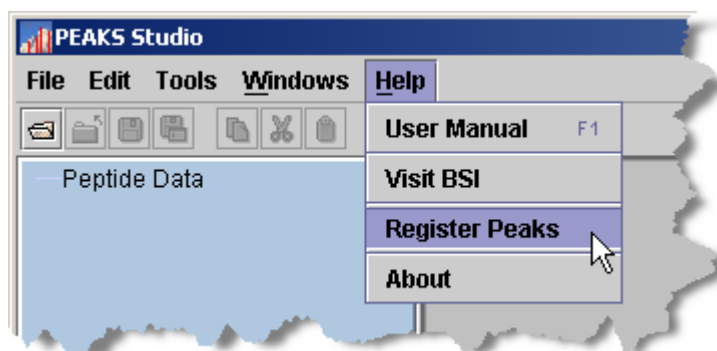 PEAKS Studio
File Edit Tools Windows Help
User Manual F1
Peptide Data
Visit BSI
Register Peaks
About